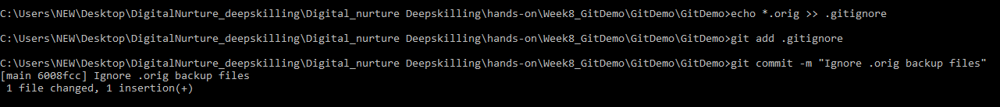 C:\Users\NEW\Desktop\DigitalNurture_deepskilling\Digital_nurture Deepskilling\hands-on\Week8_GitDemo\GitDemo\GitDemo>echo *.orig >> .gitignore
C:\Users\NEW\Desktop\DigitalNurture_deepskilling\Digital_nurture Deepskilling\hands-on\Week8_GitDemo\GitDemo\GitDemo>git add .gitignore
C:\Users\NEW\Desktop\DigitalNurture_deepskilling\Digital_nurture Deepskilling\hands-on\Week8_GitDemo\GitDemo\GitDemo>git commit -m "Ignore .orig backup files"
[main 6008fcc] Ignore .orig backup files
 1 file changed, 1 insertion(+)